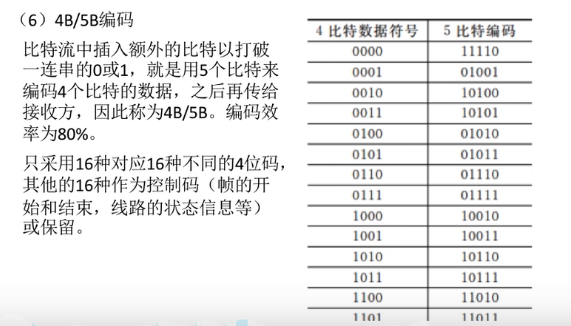 （6）4B/5B编码
比特流中插入额外的比特以打破
一连串的0或1，就是用5个比特来
编码4个比特的数据，之后再传给
接收方，因此称为4B/5B。编码效
率为80%。
只采用16种对应16种不同的4位码，
其他的16种作为控制码（帧的开
始和结束，线路的状态信息等）
或保留。
4 比特数据符号 5 比特编码
0000 11110
0001 01001
0010 10100
0011 10101
0100 01010
0101 01011
0110 01110
0111 01111
1000 10010
1001 10011
1010 10110
1011 10111
1100 11010
1101 11011